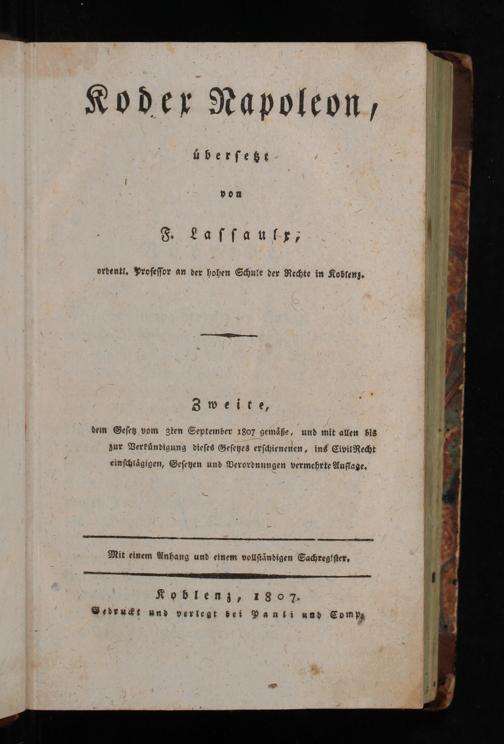 Kodex Napoleon,
übersetzt
von
F. Lassaulx,
ordentl. Professor an der hohen Schule der Rechte in Koblenz.
Zweite,
dem Gesetz vom 3ten September 1807 gemäße, und mit allen bis
zur Verkündigung dieses Gesetzes erschienenen, ins CivilRecht
einschlägigen, Gesetzen und Verordnungen vermehrte Auflage.
Mit einem Anhang und einem vollständigen Sachregister.
Koblenz, 1807.
Gedruckt und verlegt bei Pauli und Comp.